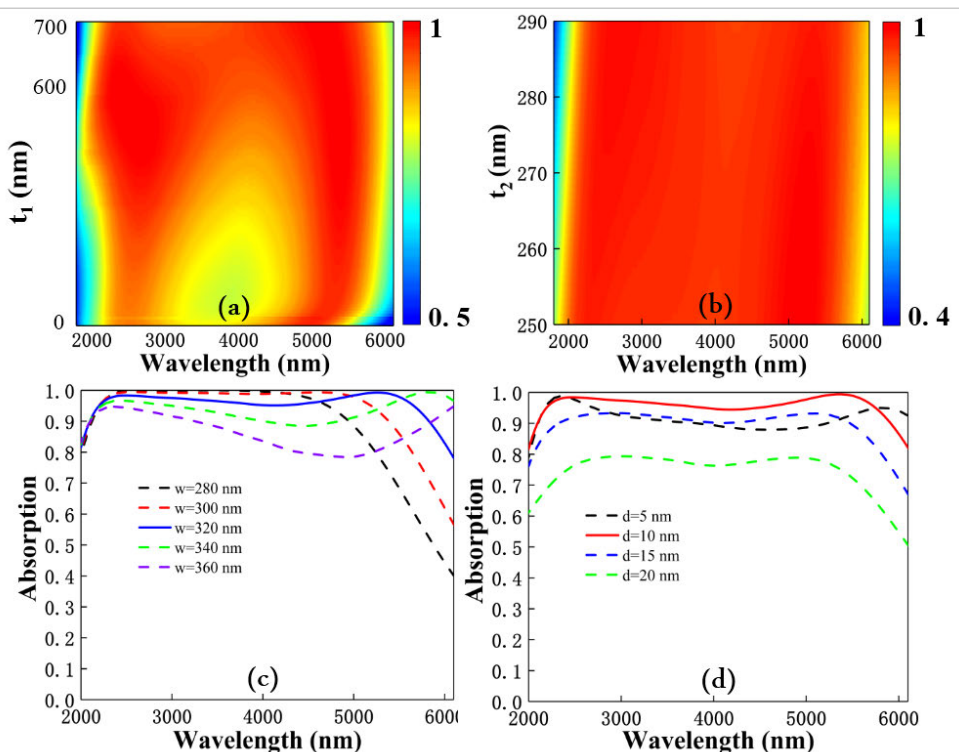 700
600
0
t1 (nm)
1
0.5
(a)
2000 3000 4000 5000 6000
Wavelength (nm)
290
280
270
260
250
t2 (nm)
1
0.4
(b)
2000 3000 4000 5000 6000
Wavelength (nm)
1.0
0.9
0.8
0.7
0.6
0.5
0.4
0.3
0.2
0.1
0.0
Absorption
w=280 nm
w=300 nm
w=320 nm
w=340 nm
w=360 nm
(c)
2000 3000 4000 5000 6000
Wavelength (nm)
1.0
0.9
0.8
0.7
0.6
0.5
0.4
0.3
0.2
0.1
0.0
Absorption
d=5 nm
d=10 nm
d=15 nm
d=20 nm
(d)
2000 3000 4000 5000 6000
Wavelength (nm)